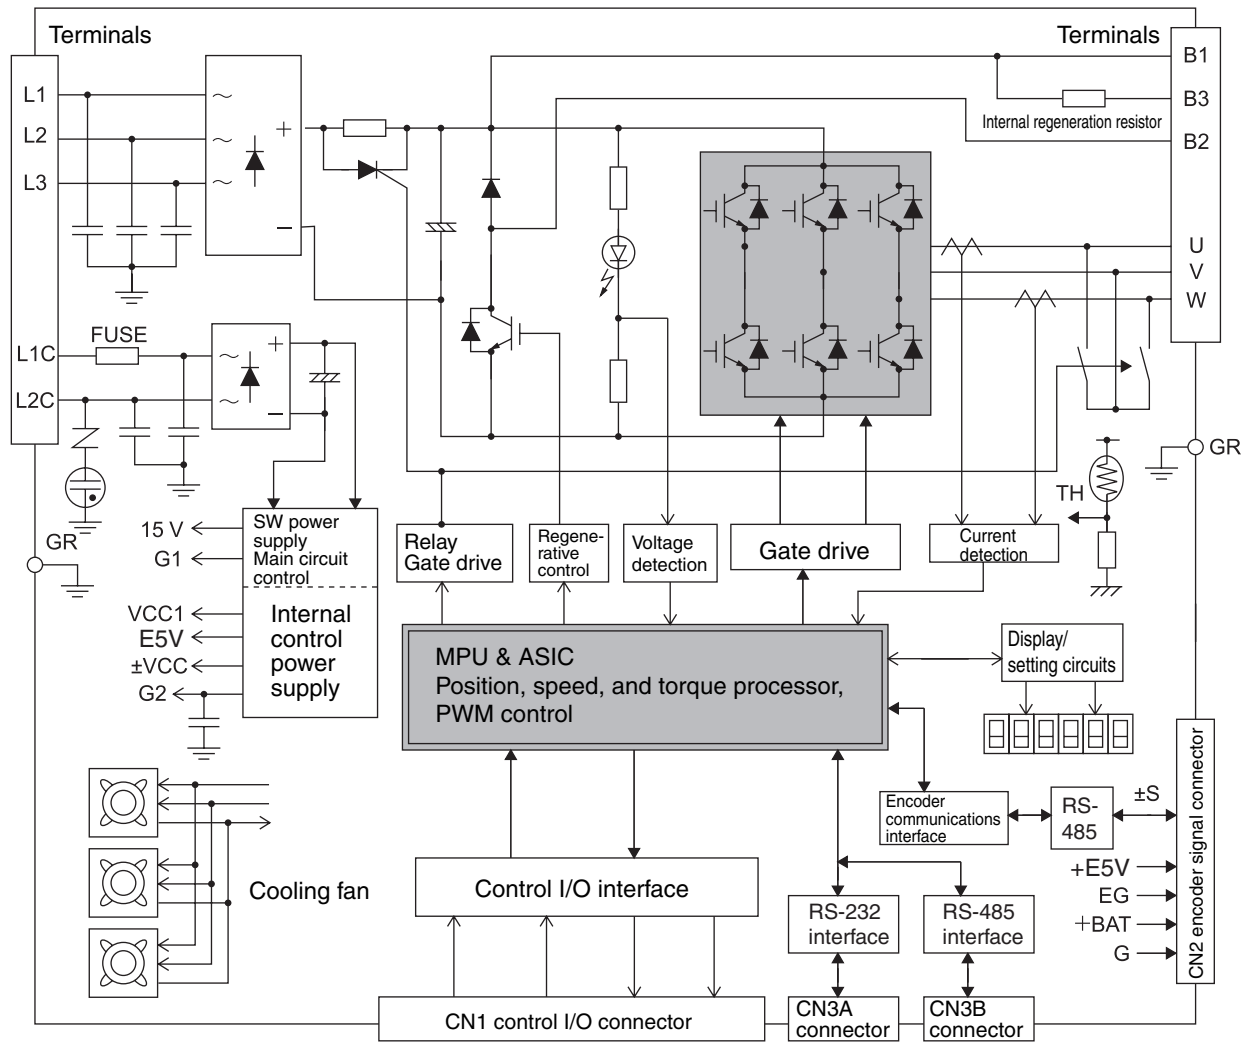 Terminals
Terminals
L1
L2
L3
∼
∼
∼
+
−
B1
B3
Internal regeneration resistor
B2
U
V
W
FUSE
L1C
L2C
∼
∼
+
−
GR
TH
GR
15 V
G1
VCC1
E5V
±VCC
G2
SW power
supply
Main circuit
control
Internal
control
power
supply
Relay
Gate drive
Regene-
rative
control
Voltage
detection
Gate drive
Current
detection
MPU & ASIC
Position, speed, and torque processor,
PWM control
Display/
setting circuits
Encoder
communications
interface
RS-
485
±S
+E5V
EG
+BAT
G
CN2 encoder signal connector
Cooling fan
Control I/O interface
RS-232
interface
RS-485
interface
CN1 control I/O connector
CN3A
connector
CN3B
connector